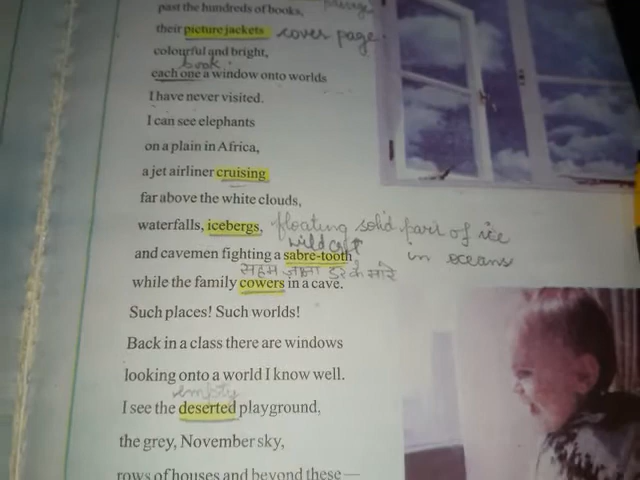 past the hundreds of books, passage
their picture jackets cover page.
colourful and bright,
book
each one a window onto worlds
I have never visited.
I can see elephants
on a plain in Africa,
a jet airliner cruising
far above the white clouds,
waterfalls, icebergs, floating solid part of ice
in oceans
wild cat
and cavemen fighting a sabre-tooth
सहम जाना डर के मारे
while the family cowers in a cave.
Such places! Such worlds!
Back in a class there are windows
looking onto a world I know well.
empty
I see the deserted playground,
the grey, November sky,
rows of houses and beyond these—